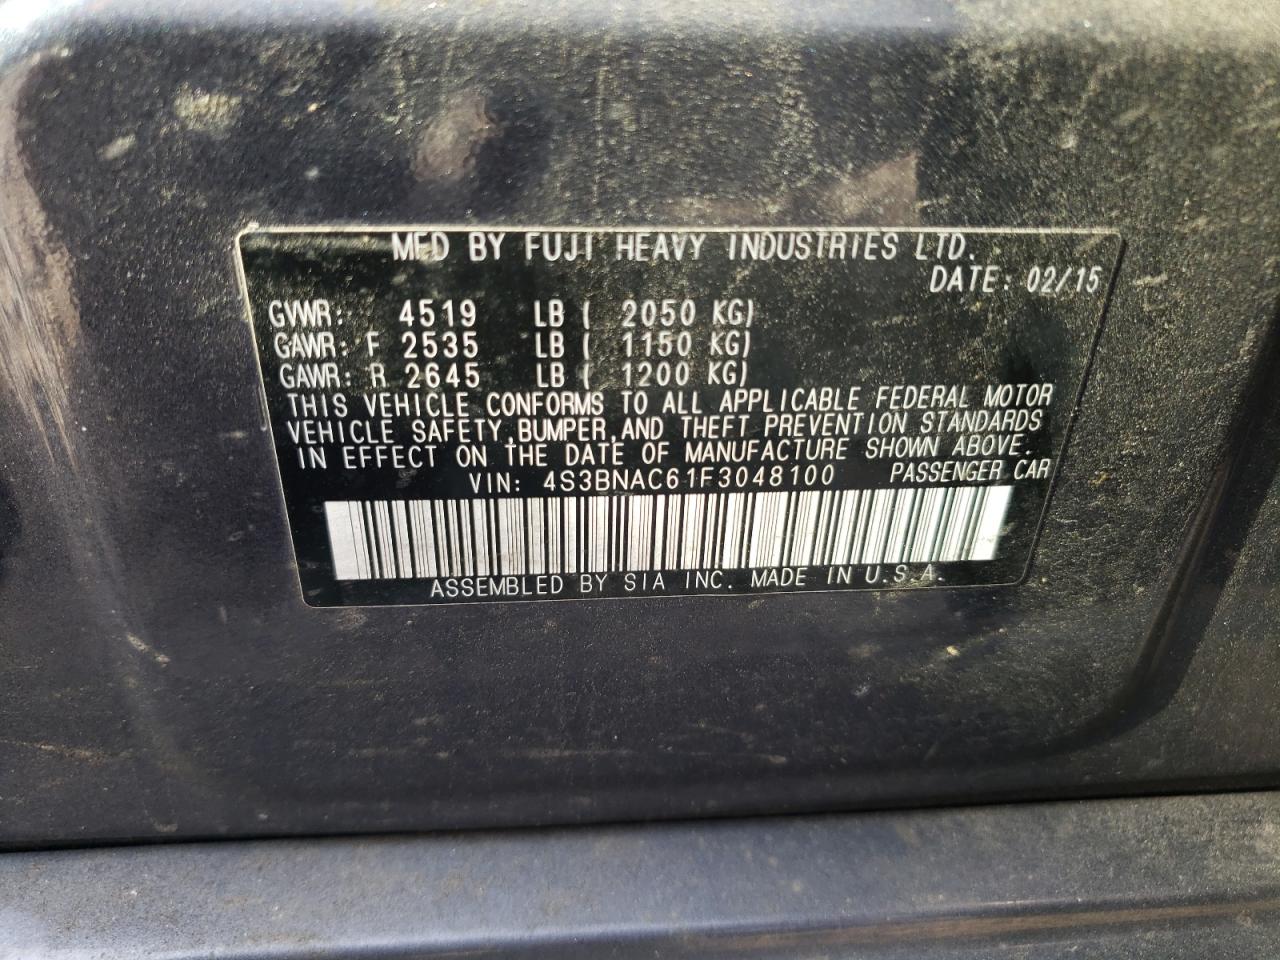 MFD BY FUJI HEAVY INDUSTRIES LTD.
DATE: 02/15
GVWR: 4519 LB ( 2050 KG)
GAWR: F 2535 LB ( 1150 KG)
GAWR: R 2645 LB ( 1200 KG)
THIS VEHICLE CONFORMS TO ALL APPLICABLE FEDERAL MOTOR
VEHICLE SAFETY,BUMPER,AND THEFT PREVENTION STANDARDS
IN EFFECT ON THE DATE OF MANUFACTURE SHOWN ABOVE.
VIN: 4S3BNAC61F3048100 PASSENGER CAR
ASSEMBLED BY SIA INC. MADE IN U.S.A.